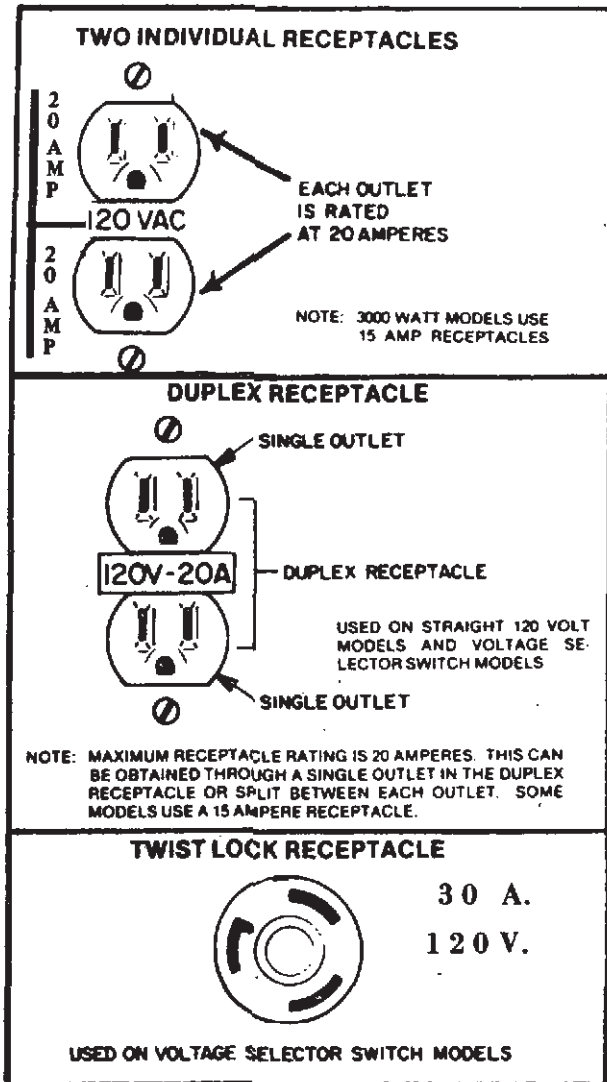 TWO INDIVIDUAL RECEPTACLES
20 AMP
120 VAC
20 AMP
EACH OUTLET
IS RATED
AT 20 AMPERES
NOTE: 3000 WATT MODELS USE
15 AMP RECEPTACLES
DUPLEX RECEPTACLE
SINGLE OUTLET
120V-20A
DUPLEX RECEPTACLE
USED ON STRAIGHT 120 VOLT
MODELS AND VOLTAGE SE-
LECTOR SWITCH MODELS
SINGLE OUTLET
NOTE: MAXIMUM RECEPTACLE RATING IS 20 AMPERES. THIS CAN
BE OBTAINED THROUGH A SINGLE OUTLET IN THE DUPLEX
RECEPTACLE OR SPLIT BETWEEN EACH OUTLET. SOME
MODELS USE A 15 AMPERE RECEPTACLE.
TWIST LOCK RECEPTACLE
30 A.
120 V.
USED ON VOLTAGE SELECTOR SWITCH MODELS